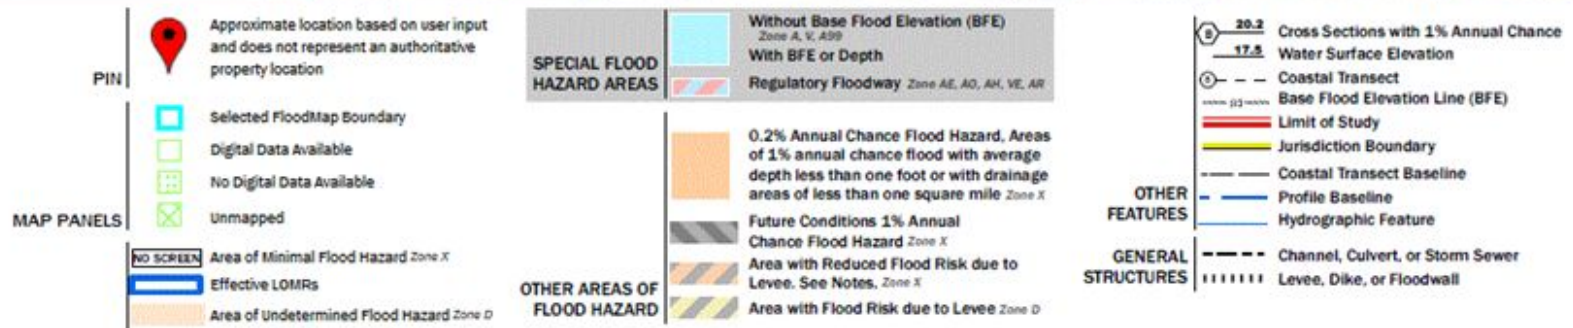 PIN
Approximate location based on user input
and does not represent an authoritative
property location
MAP PANELS
Selected FloodMap Boundary
Digital Data Available
No Digital Data Available
Unmapped
NO SCREEN Area of Minimal Flood Hazard Zone X
Effective LOMRs
Area of Undetermined Flood Hazard Zone D
SPECIAL FLOOD
HAZARD AREAS
Without Base Flood Elevation (BFE)
Zone A, V, A99
With BFE or Depth
Regulatory Floodway Zone AE, AO, AH, VE, AR
OTHER AREAS OF
FLOOD HAZARD
0.2% Annual Chance Flood Hazard, Areas
of 1% annual chance flood with average
depth less than one foot or with drainage
areas of less than one square mile Zone X
Future Conditions 1% Annual
Chance Flood Hazard Zone X
Area with Reduced Flood Risk due to
Levee. See Notes. Zone X
Area with Flood Risk due to Levee Zone D
OTHER
FEATURES
20.2 Cross Sections with 1% Annual Chance
17.5 Water Surface Elevation
Coastal Transect
Base Flood Elevation Line (BFE)
Limit of Study
Jurisdiction Boundary
Coastal Transect Baseline
Profile Baseline
Hydrographic Feature
GENERAL
STRUCTURES
Channel, Culvert, or Storm Sewer
Levee, Dike, or Floodwall